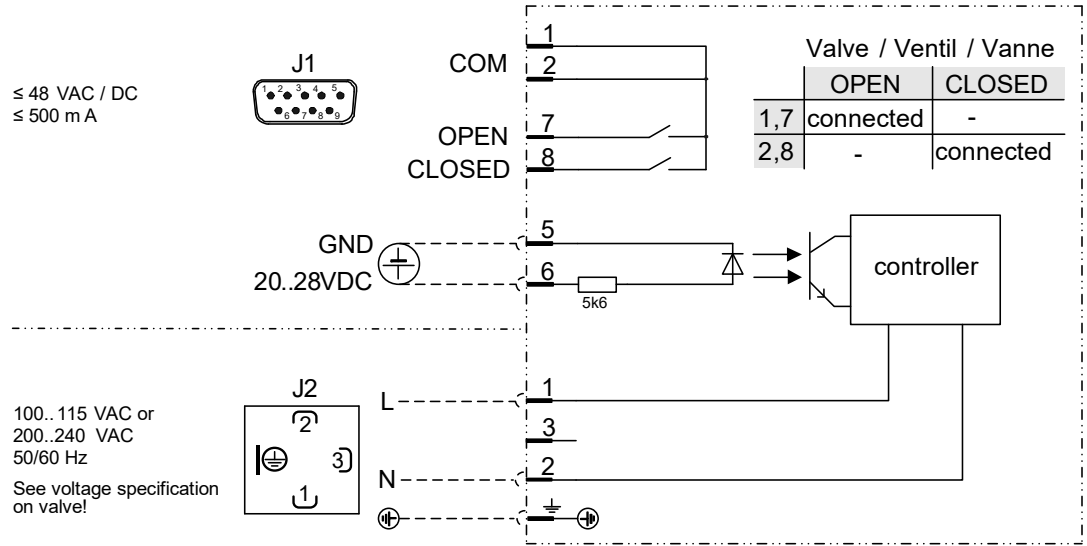 ≤ 48 VAC / DC
≤ 500 m A
J1
1 2 3 4 5
6 7 8 9
COM
1
2
OPEN
7
CLOSED
8
Valve / Ventil / Vanne
OPEN CLOSED
1,7 connected -
2,8 - connected
GND
5
20..28VDC
6
5k6
controller
100..115 VAC or
200..240 VAC
50/60 Hz
See voltage specification
on valve!
J2
2
3
1
L
1
3
N
2